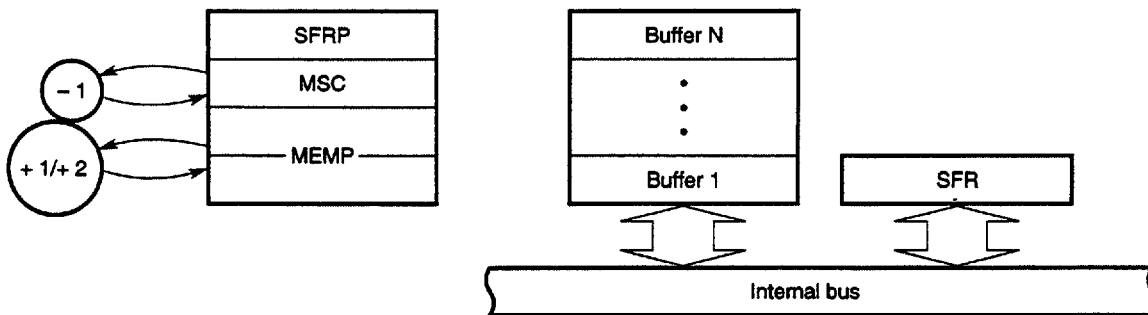 SFRP
MSC
MEMP
– 1
+ 1/+ 2
Buffer N
Buffer 1
SFR
Internal bus